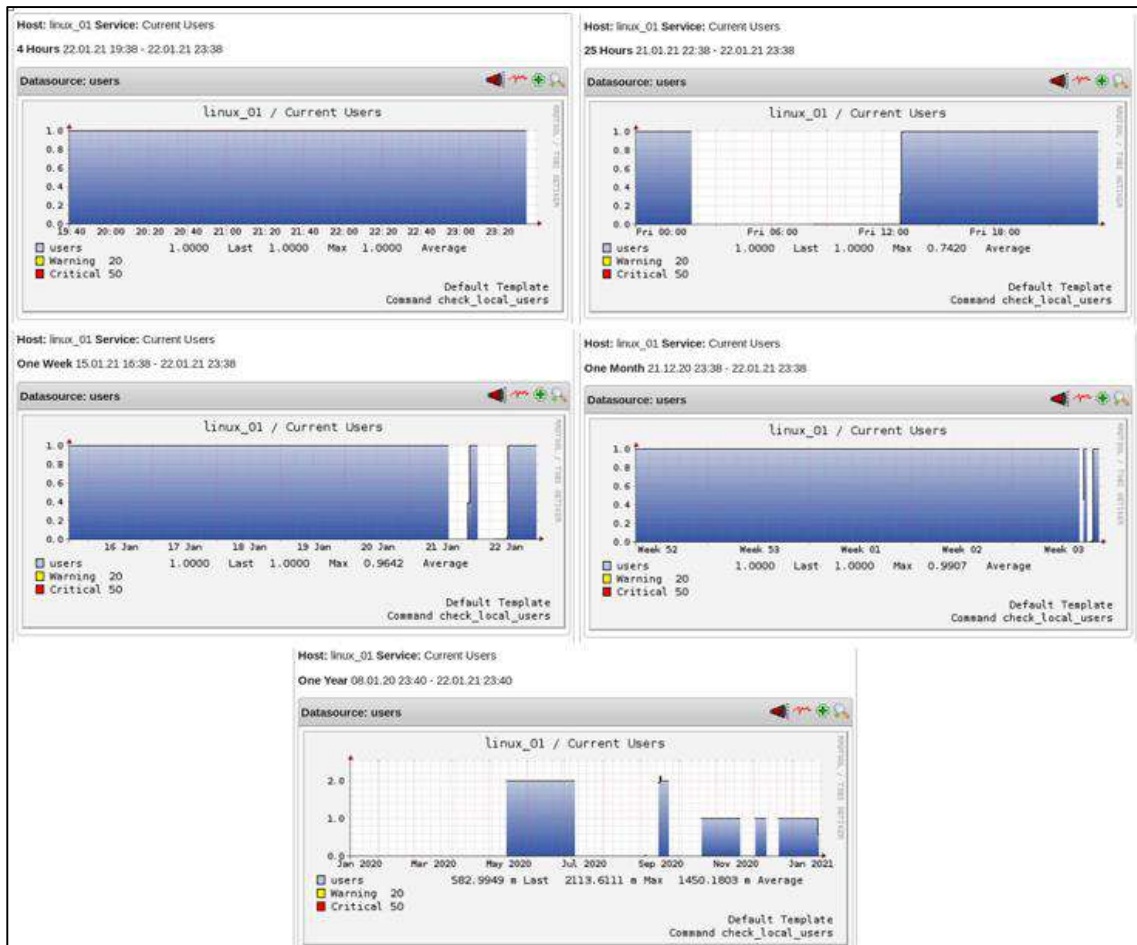 Host: linux_01 Service: Current Users
4 Hours 22.01.21 19:38 - 22.01.21 23:38
Datasource: users
linux_01 / Current Users
1.0
0.8
0.6
0.4
0.2
0.0
19:40 20:00 20:20 20:40 21:00 21:20 21:40 22:00 22:20 22:40 23:00 23:20
users 1.0000 Last 1.0000 Max 1.0000 Average
Warning 20
Critical 50
Default Template
Command check_local_users
RRDTOOL / TOBI OETIKER
Host: linux_01 Service: Current Users
25 Hours 21.01.21 22:38 - 22.01.21 23:38
Datasource: users
linux_01 / Current Users
1.0
0.8
0.6
0.4
0.2
0.0
Fri 00:00 Fri 06:00 Fri 12:00 Fri 18:00
users 1.0000 Last 1.0000 Max 0.7420 Average
Warning 20
Critical 50
Default Template
Command check_local_users
RRDTOOL / TOBI OETIKER
Host: linux_01 Service: Current Users
One Week 15.01.21 16:38 - 22.01.21 23:38
Datasource: users
linux_01 / Current Users
1.0
0.8
0.6
0.4
0.2
0.0
16 Jan 17 Jan 18 Jan 19 Jan 20 Jan 21 Jan 22 Jan
users 1.0000 Last 1.0000 Max 0.9642 Average
Warning 20
Critical 50
Default Template
Command check_local_users
RRDTOOL / TOBI OETIKER
Host: linux_01 Service: Current Users
One Month 21.12.20 23:38 - 22.01.21 23:38
Datasource: users
linux_01 / Current Users
1.0
0.8
0.6
0.4
0.2
0.0
Week 52 Week 53 Week 01 Week 02 Week 03
users 1.0000 Last 1.0000 Max 0.9907 Average
Warning 20
Critical 50
Default Template
Command check_local_users
RRDTOOL / TOBI OETIKER
Host: linux_01 Service: Current Users
One Year 08.01.20 23:40 - 22.01.21 23:40
Datasource: users
linux_01 / Current Users
2.0
1.0
0.0
Jan 2020 Mar 2020 May 2020 Jul 2020 Sep 2020 Nov 2020 Jan 2021
users 582.9949 m Last 2113.6111 m Max 1450.1803 m Average
Warning 20
Critical 50
Default Template
Command check_local_users
RRDTOOL / TOBI OETIKER